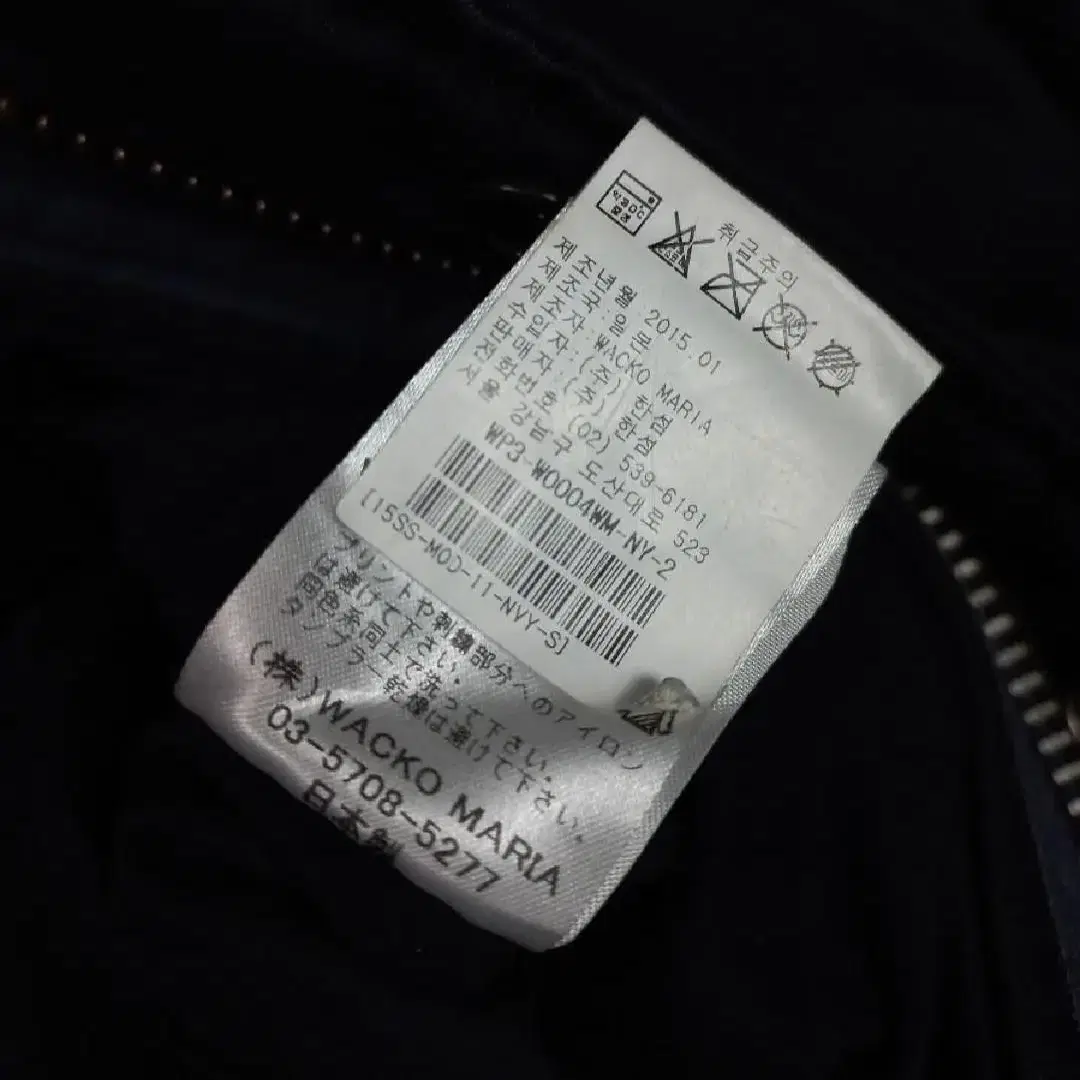 취급주의
제조년월:2015.01
제조국:일본
제조자:WACKO MARIA
수입자:(주)한섬
판매자:(주)한섬
전화번호 (02) 539-6181
서울 강남구 도산대로 523
WP3-W0004WM-NY-2
[15SS-MOD-11-NVY-S]
プリントや刺繍部分へのアイロン
は避けて下さい。
同色系同士で洗って下さい。
タンブラー乾燥は避けて下さい。
(株)WACKO MARIA
03-5708-5277
日本製